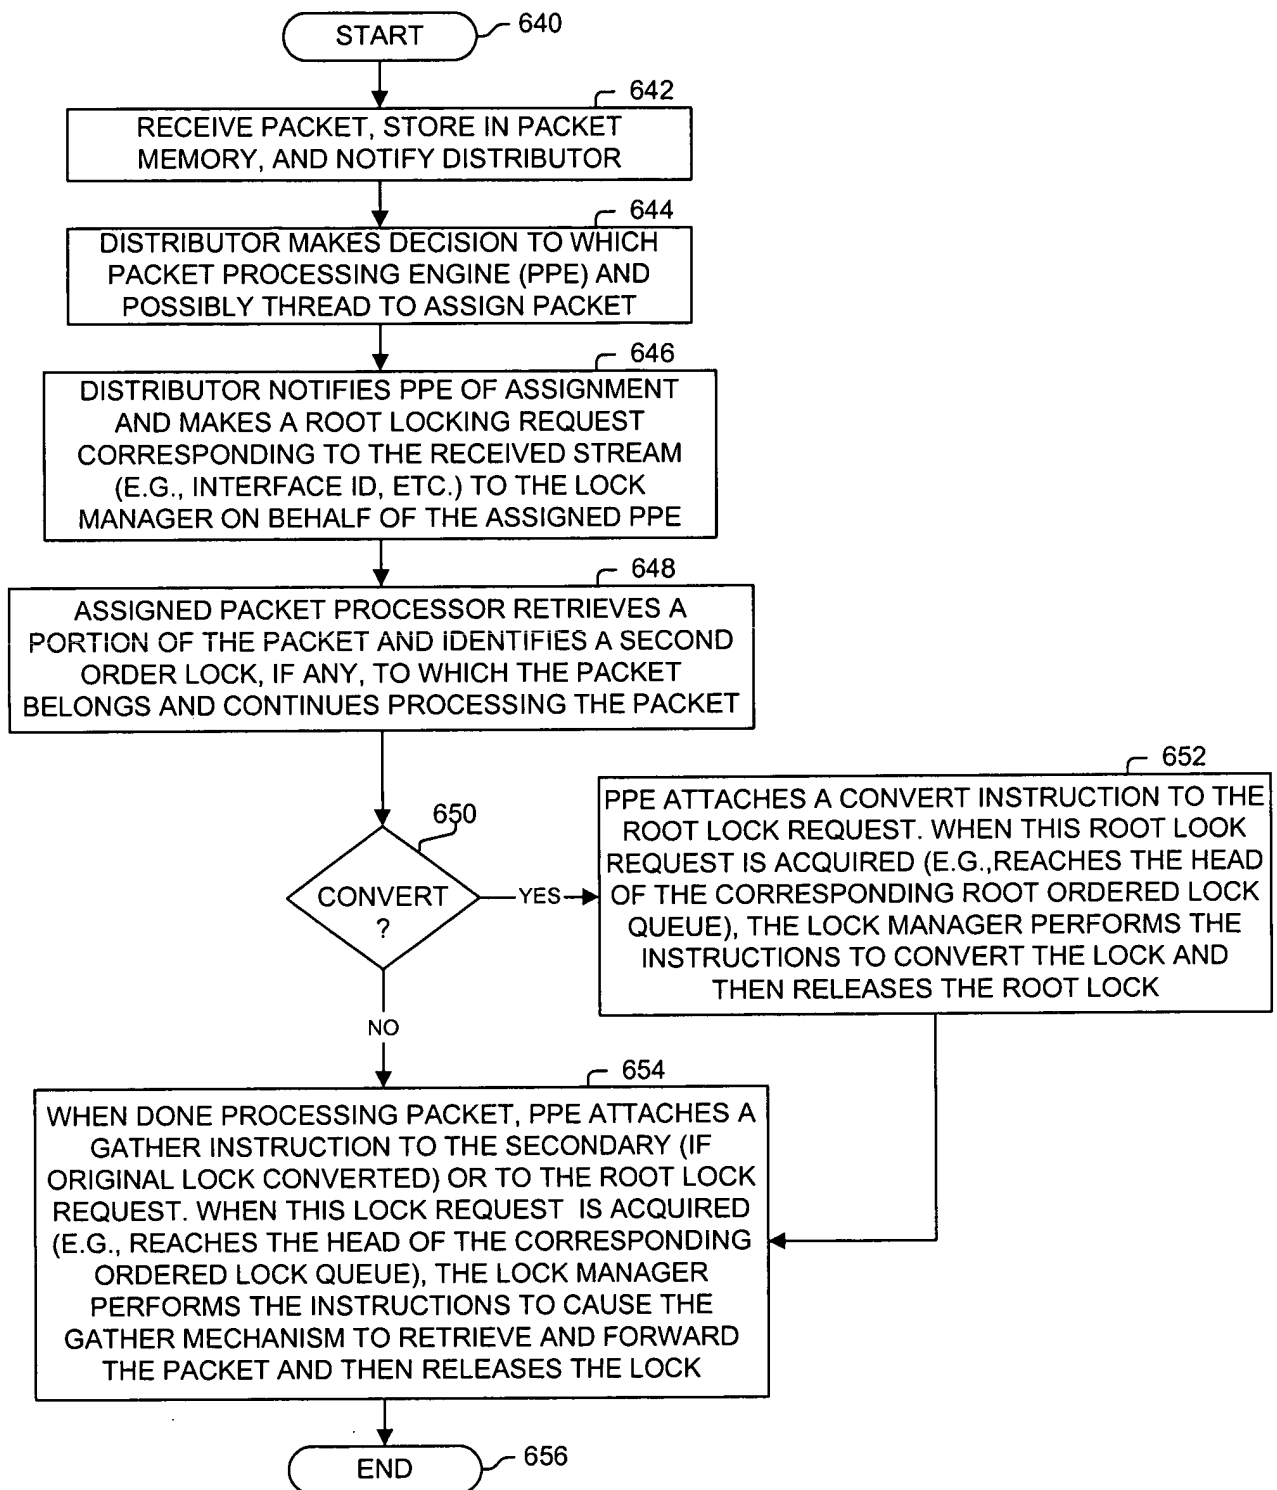 START
640
642
RECEIVE PACKET, STORE IN PACKET
MEMORY, AND NOTIFY DISTRIBUTOR
644
DISTRIBUTOR MAKES DECISION TO WHICH
PACKET PROCESSING ENGINE (PPE) AND
POSSIBLY THREAD TO ASSIGN PACKET
646
DISTRIBUTOR NOTIFIES PPE OF ASSIGNMENT
AND MAKES A ROOT LOCKING REQUEST
CORRESPONDING TO THE RECEIVED STREAM
(E.G., INTERFACE ID, ETC.) TO THE LOCK
MANAGER ON BEHALF OF THE ASSIGNED PPE
648
ASSIGNED PACKET PROCESSOR RETRIEVES A
PORTION OF THE PACKET AND IDENTIFIES A SECOND
ORDER LOCK, IF ANY, TO WHICH THE PACKET
BELONGS AND CONTINUES PROCESSING THE PACKET
650
CONVERT
?
YES
652
PPE ATTACHES A CONVERT INSTRUCTION TO THE
ROOT LOCK REQUEST. WHEN THIS ROOT LOOK
REQUEST IS ACQUIRED (E.G.,REACHES THE HEAD
OF THE CORRESPONDING ROOT ORDERED LOCK
QUEUE), THE LOCK MANAGER PERFORMS THE
INSTRUCTIONS TO CONVERT THE LOCK AND
THEN RELEASES THE ROOT LOCK
NO
654
WHEN DONE PROCESSING PACKET, PPE ATTACHES A
GATHER INSTRUCTION TO THE SECONDARY (IF
ORIGINAL LOCK CONVERTED) OR TO THE ROOT LOCK
REQUEST. WHEN THIS LOCK REQUEST IS ACQUIRED
(E.G., REACHES THE HEAD OF THE CORRESPONDING
ORDERED LOCK QUEUE), THE LOCK MANAGER
PERFORMS THE INSTRUCTIONS TO CAUSE THE
GATHER MECHANISM TO RETRIEVE AND FORWARD
THE PACKET AND THEN RELEASES THE LOCK
END
656